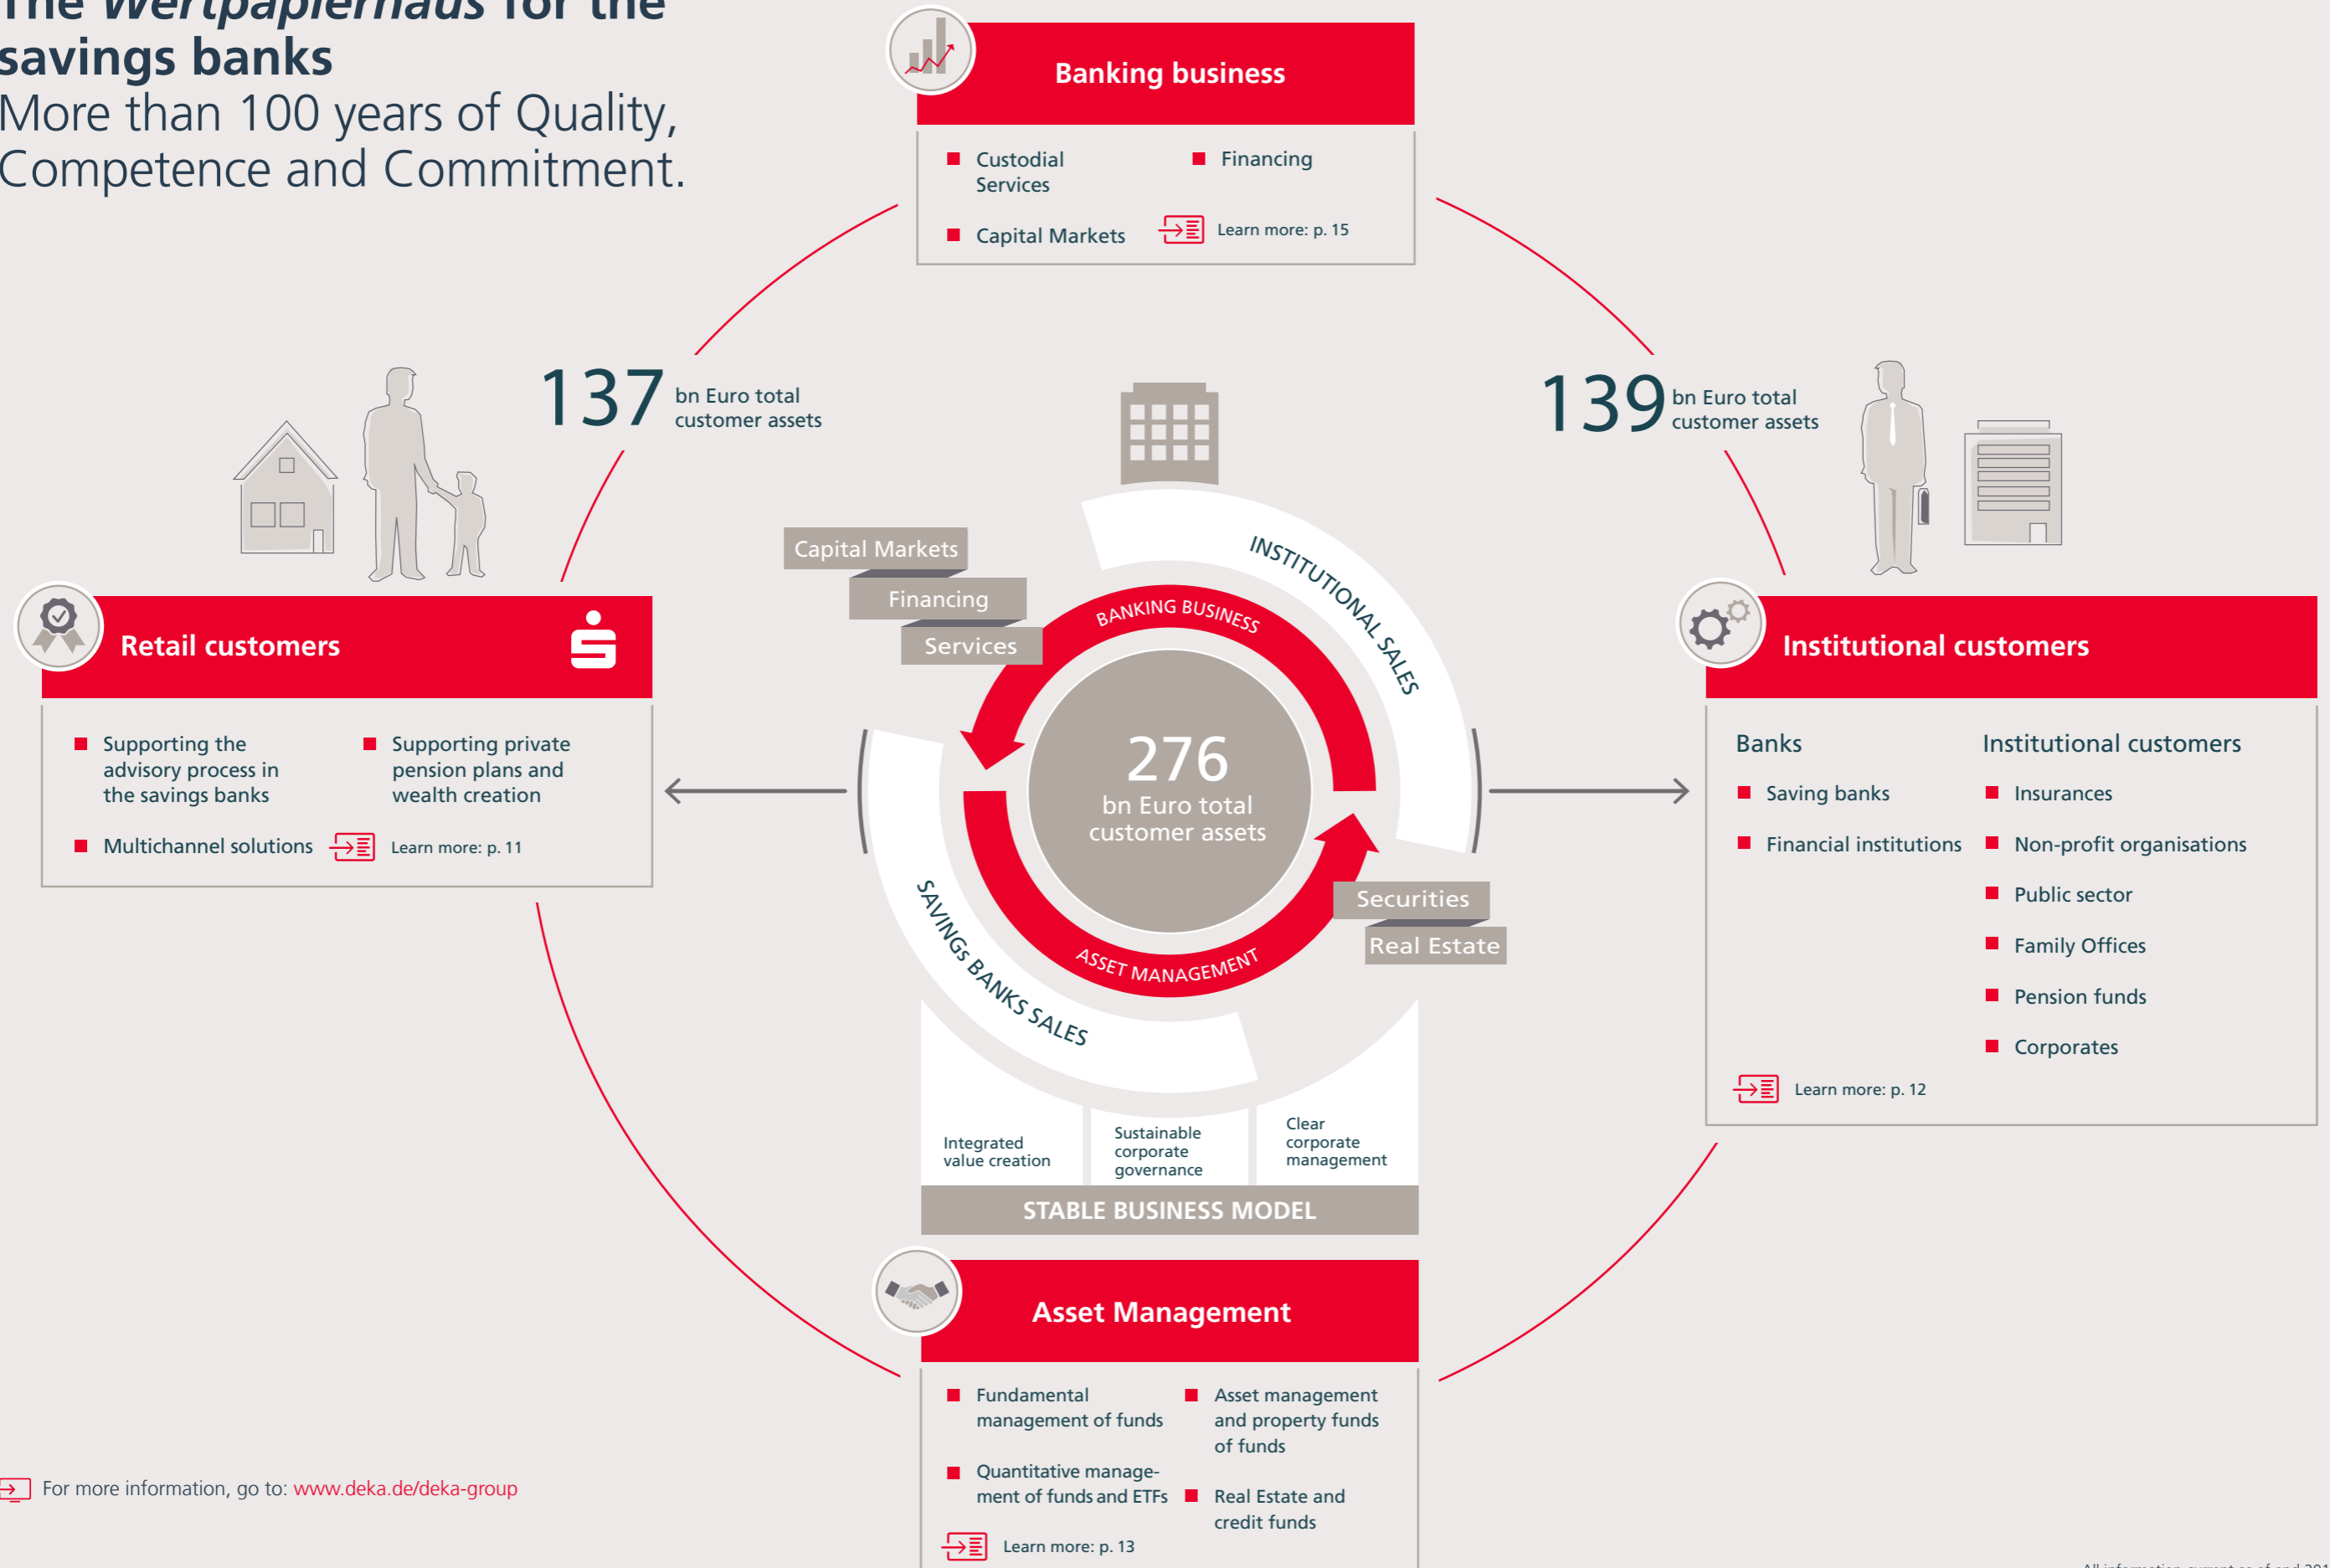 The Wertpapierhaus for the
savings banks
More than 100 years of Quality,
Competence and Commitment.
Banking business
Custodial
Services
Capital Markets
Financing
Learn more: p. 15
137 bn Euro total
customer assets
139 bn Euro total
customer assets
Capital Markets
Financing
Services
INSTITUTIONAL SALES
BANKING BUSINESS
276
bn Euro total
customer assets
ASSET MANAGEMENT
SAVINGs BANKS SALES
Securities
Real Estate
Retail customers
Supporting the
advisory process in
the savings banks
Multichannel solutions
Supporting private
pension plans and
wealth creation
Learn more: p. 11
Institutional customers
Banks
Saving banks
Financial institutions
Institutional customers
Insurances
Non-profit organisations
Public sector
Family Offices
Pension funds
Corporates
Learn more: p. 12
Integrated
value creation
Sustainable
corporate
governance
Clear
corporate
management
STABLE BUSINESS MODEL
Asset Management
Fundamental
management of funds
Quantitative manage-
ment of funds and ETFs
Asset management
and property funds
of funds
Real Estate and
credit funds
Learn more: p. 13
For more information, go to: www.deka.de/deka-group
All information current as of end